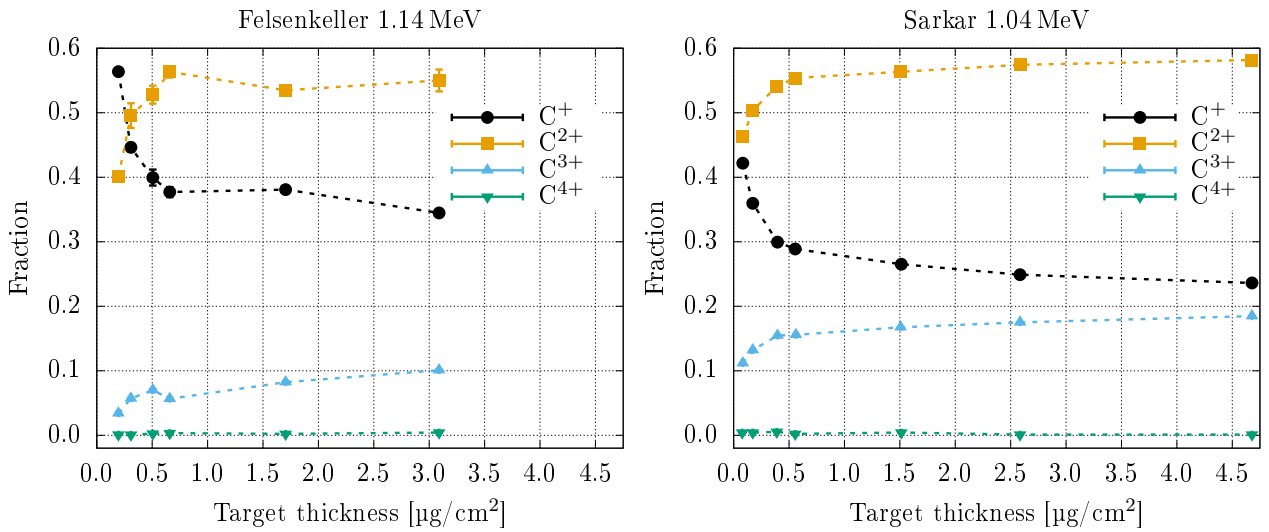 Felsenkeller 1.14 MeV
0.6
0.5
0.4
0.3
0.2
0.1
0.0
Fraction
C⁺
C²⁺
C³⁺
C⁴⁺
0.0 0.5 1.0 1.5 2.0 2.5 3.0 3.5 4.0 4.5
Target thickness [µg/cm²]
Sarkar 1.04 MeV
0.6
0.5
0.4
0.3
0.2
0.1
0.0
Fraction
C⁺
C²⁺
C³⁺
C⁴⁺
0.0 0.5 1.0 1.5 2.0 2.5 3.0 3.5 4.0 4.5
Target thickness [µg/cm²]